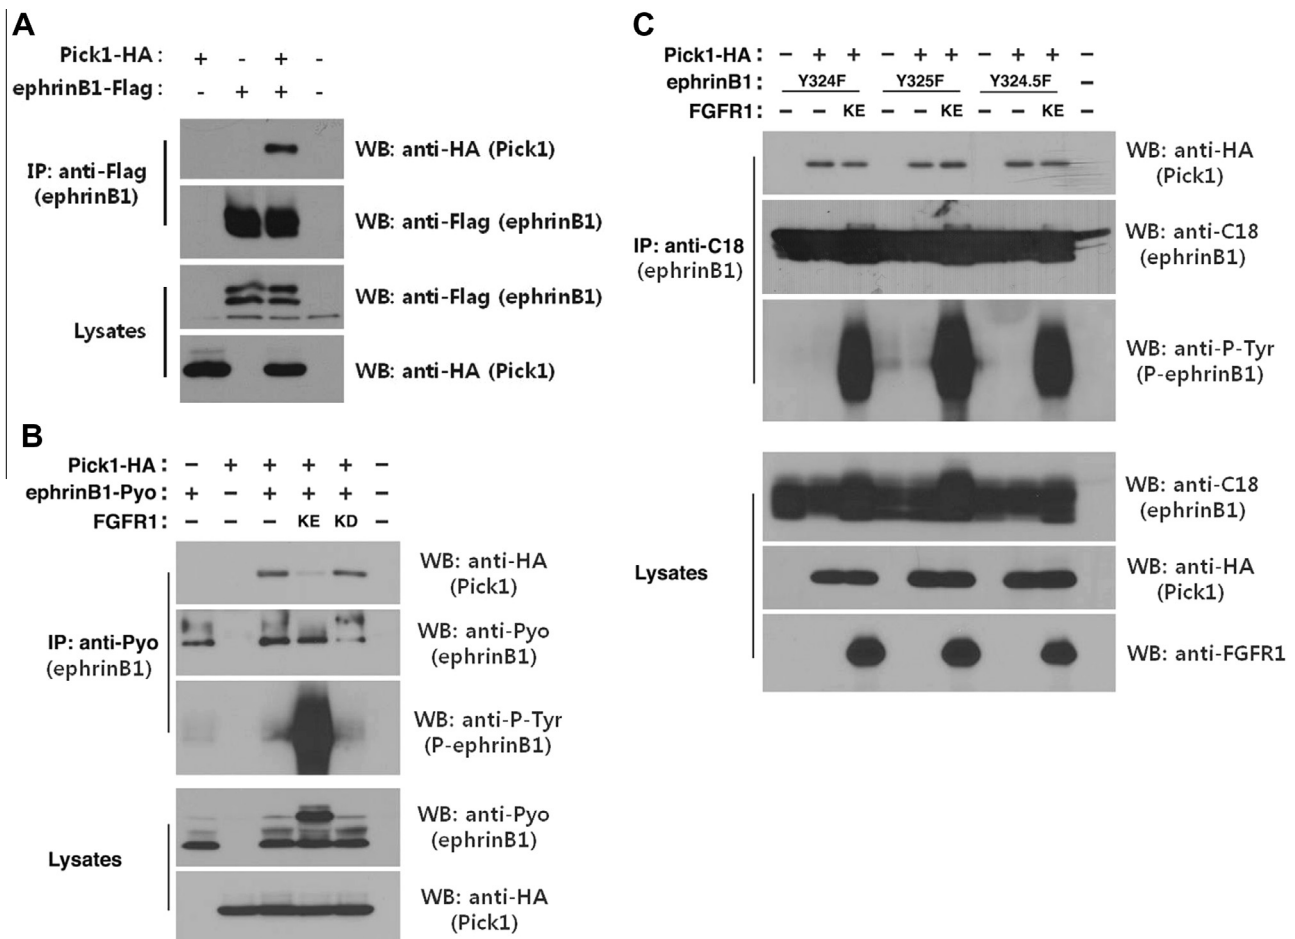 A
Pick1-HA : + - + -
ephrinB1-Flag : - + + -
IP: anti-Flag
(ephrinB1)
WB: anti-HA (Pick1)
WB: anti-Flag (ephrinB1)
Lysates
WB: anti-Flag (ephrinB1)
WB: anti-HA (Pick1)
B
Pick1-HA : − + + + + −
ephrinB1-Pyo : + − + + + −
FGFR1 : − − − KE KD −
IP: anti-Pyo
(ephrinB1)
WB: anti-HA
(Pick1)
WB: anti-Pyo
(ephrinB1)
WB: anti-P-Tyr
(P-ephrinB1)
Lysates
WB: anti-Pyo
(ephrinB1)
WB: anti-HA
(Pick1)
C
Pick1-HA : − + + − + + − + + −
ephrinB1: Y324F Y325F Y324.5F −
FGFR1: − − KE − − KE − − KE −
IP: anti-C18
(ephrinB1)
WB: anti-HA
(Pick1)
WB: anti-C18
(ephrinB1)
WB: anti-P-Tyr
(P-ephrinB1)
Lysates
WB: anti-C18
(ephrinB1)
WB: anti-HA
(Pick1)
WB: anti-FGFR1